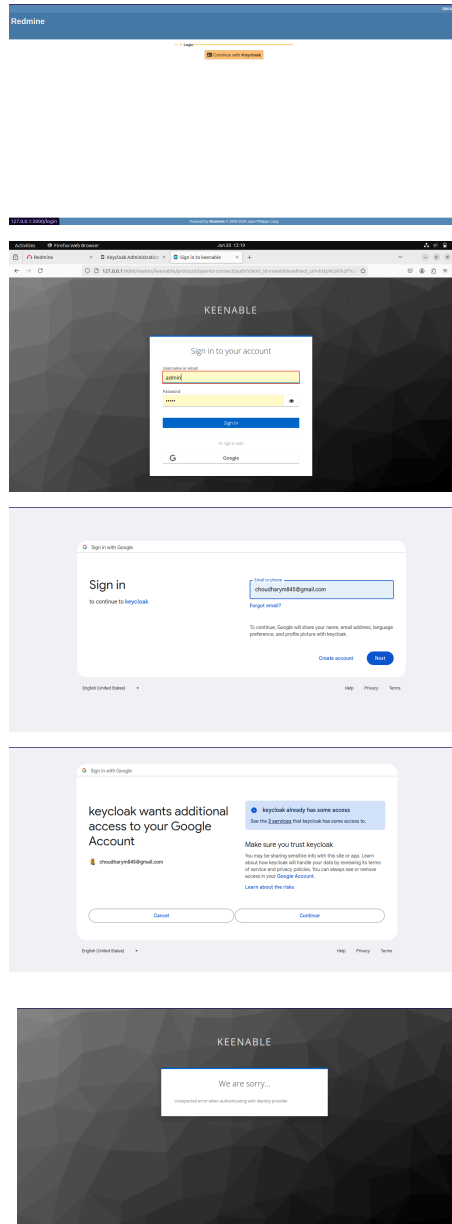 Redmine
Login
Continue with Keycloak
127.0.0.1:3000/login
Powered by Redmine © 2006-2024 Jean-Philippe Lang
Activities
Firefox Web Browser
Jun 20 12:19
Redmine
Keycloak Administration
Sign in to keenable
KEENABLE
Sign in to your account
Username or email
admin
Password
•••••
Sign In
Or sign in with
Google
Sign in with Google
Sign in
to continue to keycloak
Email or phone
choudharym845@gmail.com
Forgot email?
To continue, Google will share your name, email address, language
preference, and profile picture with keycloak.
Create account
Next
English (United States)
Help
Privacy
Terms
Sign in with Google
keycloak wants additional
access to your Google
Account
choudharym845@gmail.com
keycloak already has some access
See the 3 services that keycloak has some access to.
Make sure you trust keycloak
You may be sharing sensitive info with this site or app. Learn
about how keycloak will handle your data by reviewing its terms
of service and privacy policies. You can always see or remove
access in your Google Account.
Learn about the risks
Cancel
Continue
English (United States)
Help
Privacy
Terms
KEENABLE
We are sorry...
Unexpected error when authenticating with identity provider